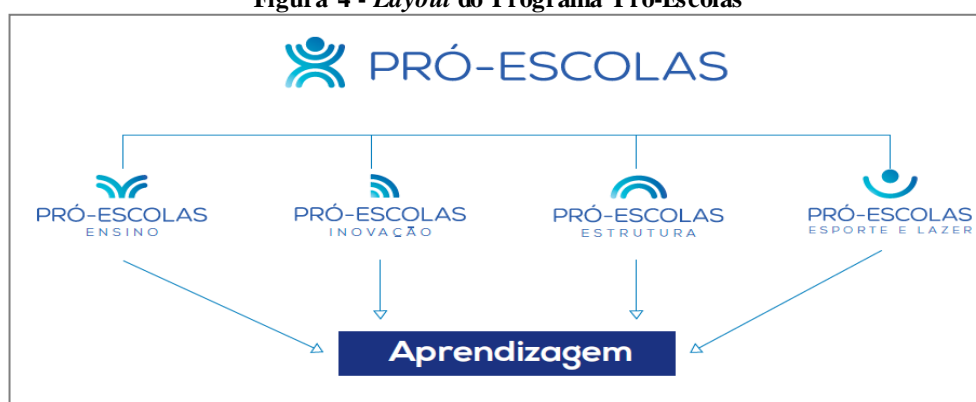 Figura 4 - Layout do Programa Pró-Escolas
PRÓ-ESCOLAS
PRÓ-ESCOLAS
ENSINO
PRÓ-ESCOLAS
INOVAÇÃO
PRÓ-ESCOLAS
ESTRUTURA
PRÓ-ESCOLAS
ESPORTE E LAZER
Aprendizagem